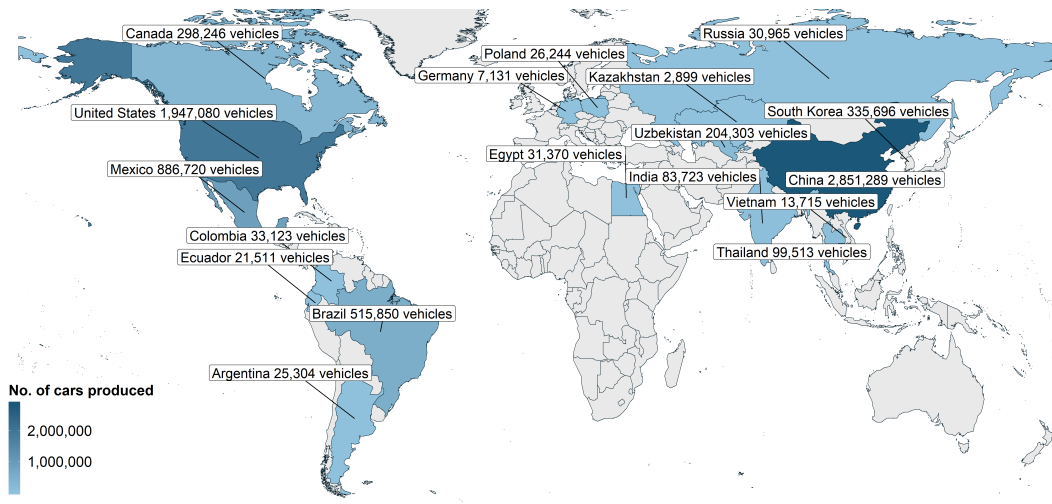 Canada 298,246 vehicles
Russia 30,965 vehicles
Poland 26,244 vehicles
Germany 7,131 vehicles
Kazakhstan 2,899 vehicles
United States 1,947,080 vehicles
South Korea 335,696 vehicles
Uzbekistan 204,303 vehicles
Egypt 31,370 vehicles
Mexico 886,720 vehicles
India 83,723 vehicles
China 2,851,289 vehicles
Vietnam 13,715 vehicles
Colombia 33,123 vehicles
Thailand 99,513 vehicles
Ecuador 21,511 vehicles
Brazil 515,850 vehicles
Argentina 25,304 vehicles
No. of cars produced
2,000,000
1,000,000